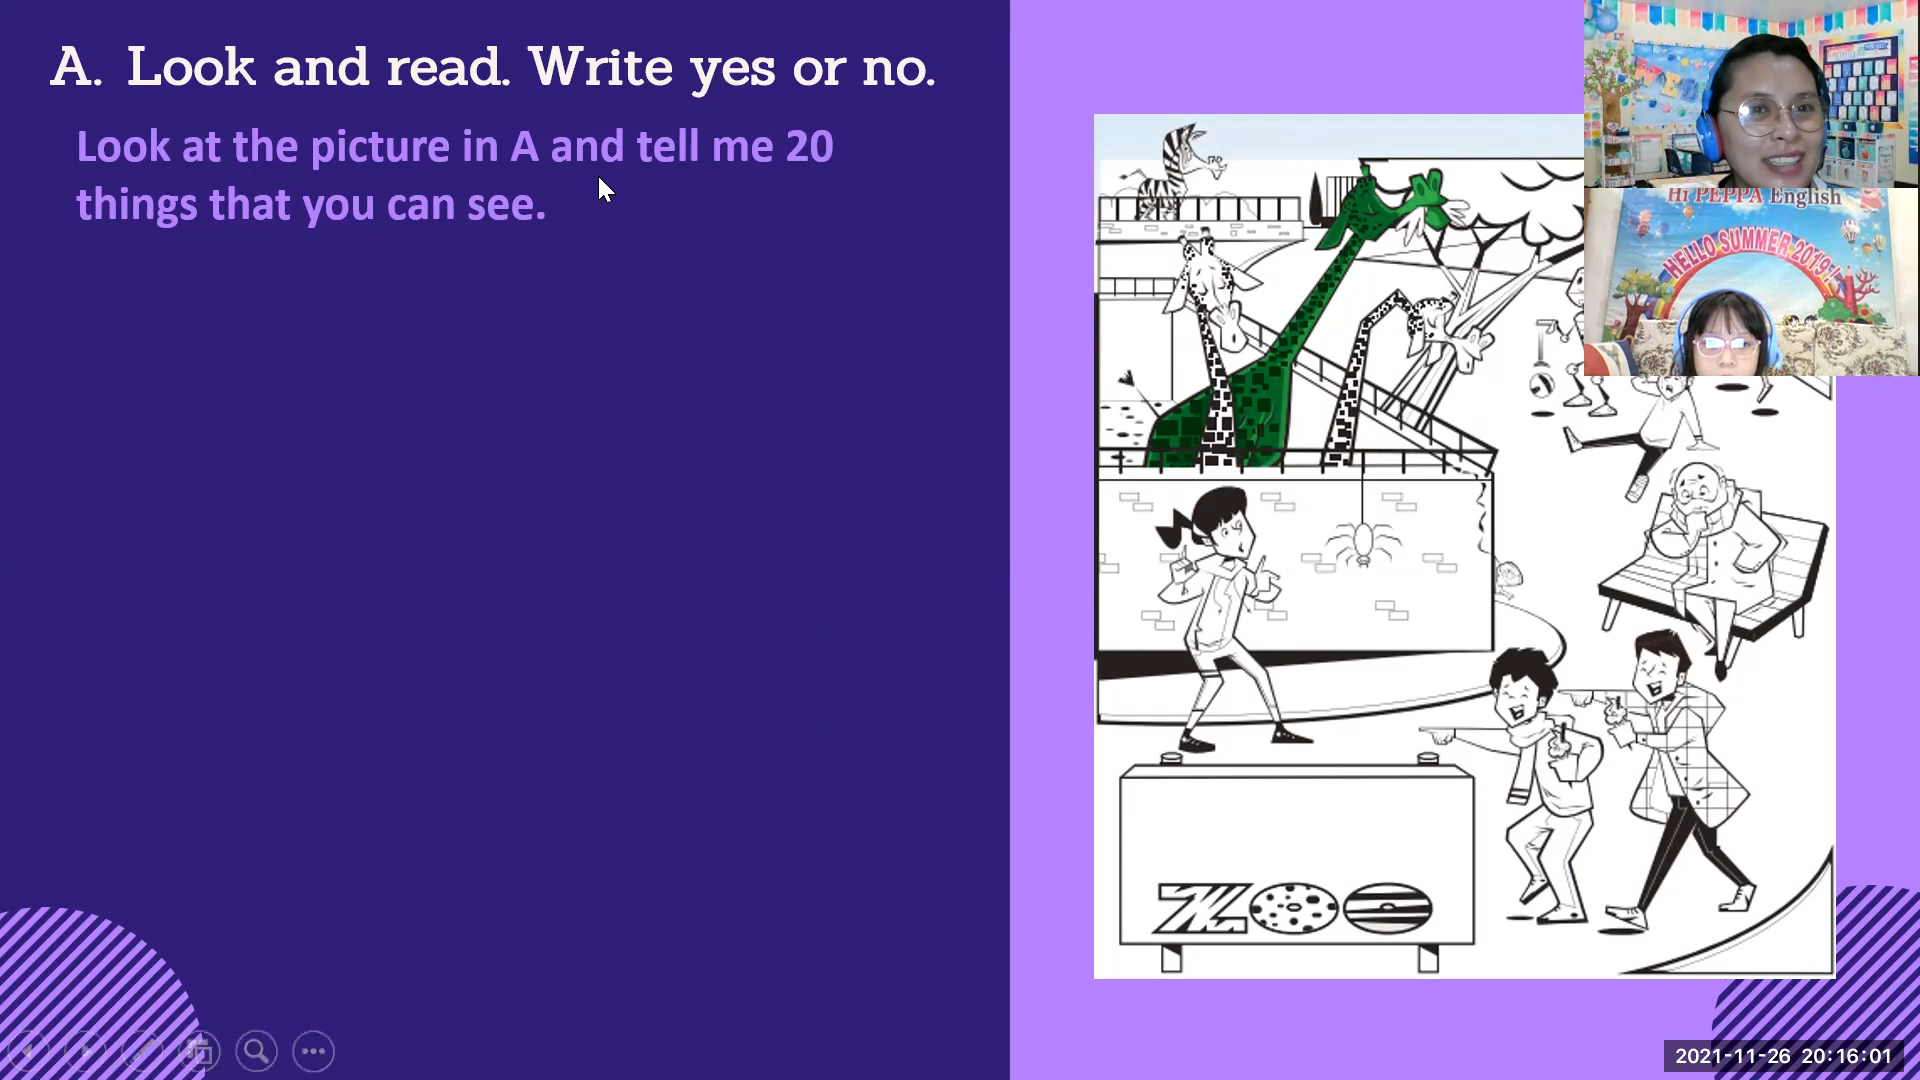 A. Look and read. Write yes or no.
Look at the picture in A and tell me 20
things that you can see.
ZOO
Hi PEPPA English
HELLO SUMMER 2019!
2021-11-26 20:16:01